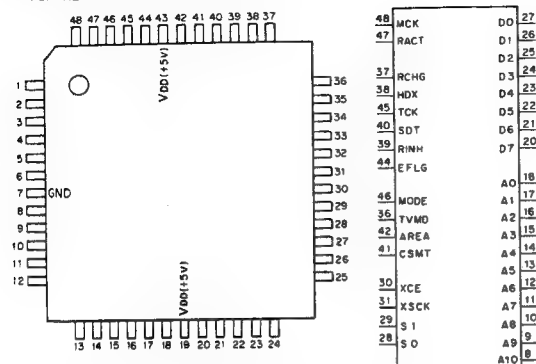 48 47 46 45 44 43 42 41 40 39 38 37
VDD(+5V)
1
2
3
4
5
6
7 GND
8
9
10
11
12
36
35
34
33
32
31
30
29
28
27
26
25
VDD(+5V)
13 14 15 16 17 18 19 20 21 22 23 24
48 MCK
47 RACT
37 RCHG
38 HDX
45 TCK
40 SDT
39 RINH
44 EFLG
46 MODE
36 TVMD
42 AREA
41 CSMT
30 XCE
31 XSCK
29 S1
28 S0
D0 27
D1 26
D2 25
D3 24
D4 23
D5 22
D6 21
D7 20
A0 18
A1 17
A2 16
A3 15
A4 14
A5 13
A6 12
A7 11
A8 10
A9 9
A10 8